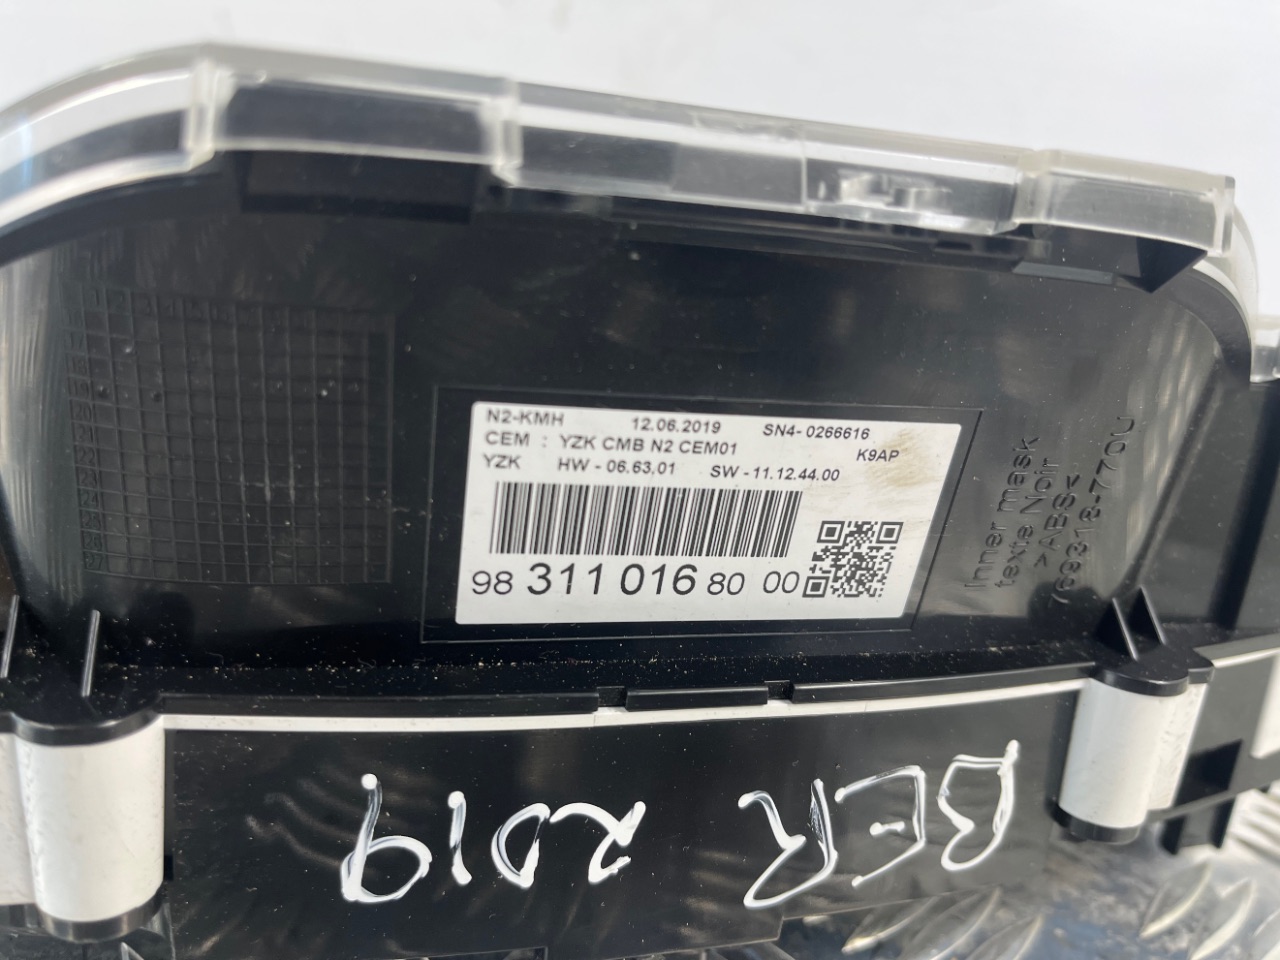 N2-KMH 12.06.2019 SN4- 0266616
CEM : YZK CMB N2 CEM01 K9AP
YZK HW - 06.63.01 SW - 11.12.44.00
98 311 016 80 00
Inner mask
texte Noir
>ABS<
BER 2019